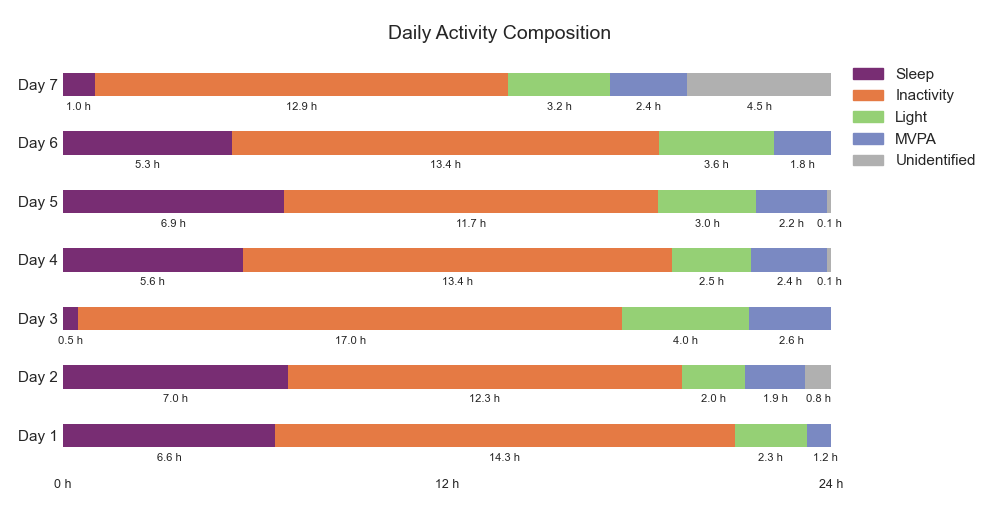 Daily Activity Composition
Day 7
1.0 h 12.9 h 3.2 h 2.4 h 4.5 h
Day 6
5.3 h 13.4 h 3.6 h 1.8 h
Day 5
6.9 h 11.7 h 3.0 h 2.2 h 0.1 h
Day 4
5.6 h 13.4 h 2.5 h 2.4 h 0.1 h
Day 3
0.5 h 17.0 h 4.0 h 2.6 h
Day 2
7.0 h 12.3 h 2.0 h 1.9 h 0.8 h
Day 1
6.6 h 14.3 h 2.3 h 1.2 h
0 h 12 h 24 h
Sleep
Inactivity
Light
MVPA
Unidentified